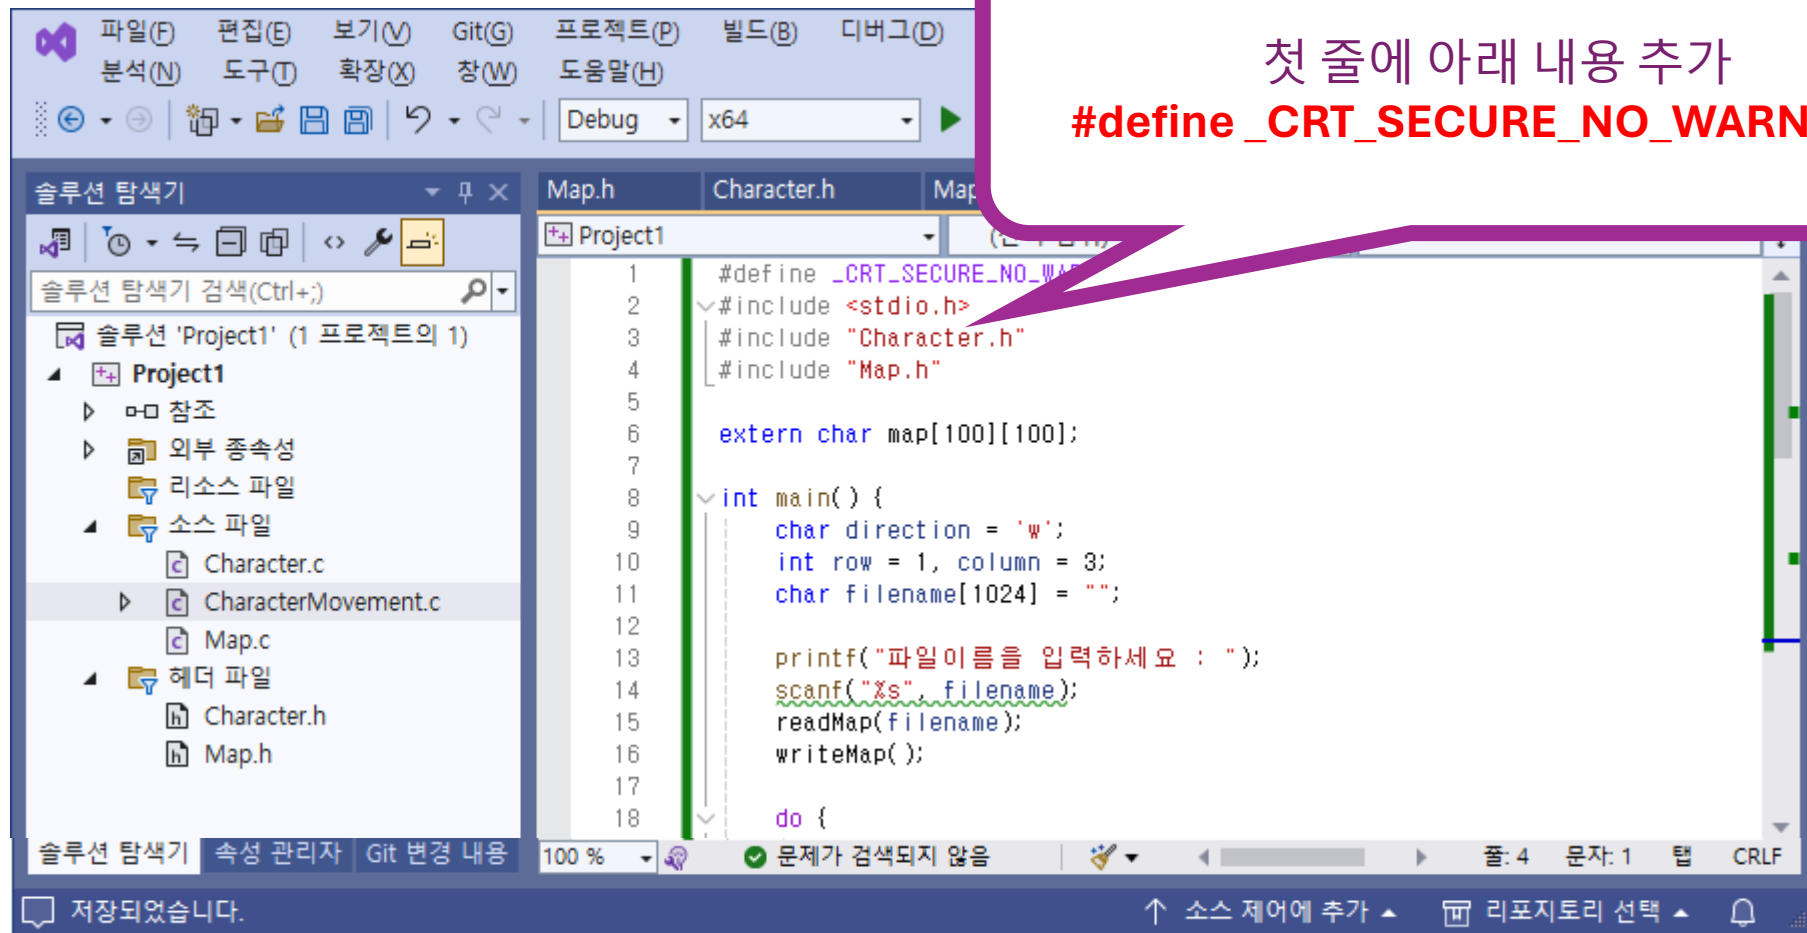 파일(F) 편집(E) 보기(V) Git(G) 프로젝트(P) 빌드(B) 디버그(D)
분석(N) 도구(T) 확장(X) 창(W) 도움말(H)
첫 줄에 아래 내용 추가
#define _CRT_SECURE_NO_WARN
Debug x64
솔루션 탐색기
Map.h Character.h Map
Project1
솔루션 탐색기 검색(Ctrl+;)
솔루션 'Project1' (1 프로젝트의 1)
Project1
참조
외부 종속성
리소스 파일
소스 파일
Character.c
CharacterMovement.c
Map.c
헤더 파일
Character.h
Map.h
솔루션 탐색기 속성 관리자 Git 변경 내용
1 #define _CRT_SECURE_NO_WAR
2 #include <stdio.h>
3 #include "Character.h"
4 #include "Map.h"
5
6 extern char map[100][100];
7
8 int main() {
9 char direction = 'w';
10 int row = 1, column = 3;
11 char filename[1024] = "";
12
13 printf("파일이름을 입력하세요 : ");
14 scanf("%s", filename);
15 readMap(filename);
16 writeMap();
17
18 do {
100 % 문제가 검색되지 않음 줄: 4 문자: 1 탭 CRLF
저장되었습니다. 소스 제어에 추가 리포지토리 선택